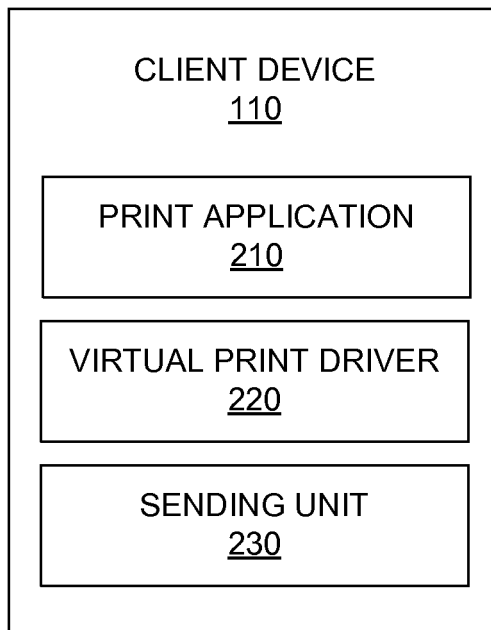 CLIENT DEVICE
110
PRINT APPLICATION
210
VIRTUAL PRINT DRIVER
220
SENDING UNIT
230